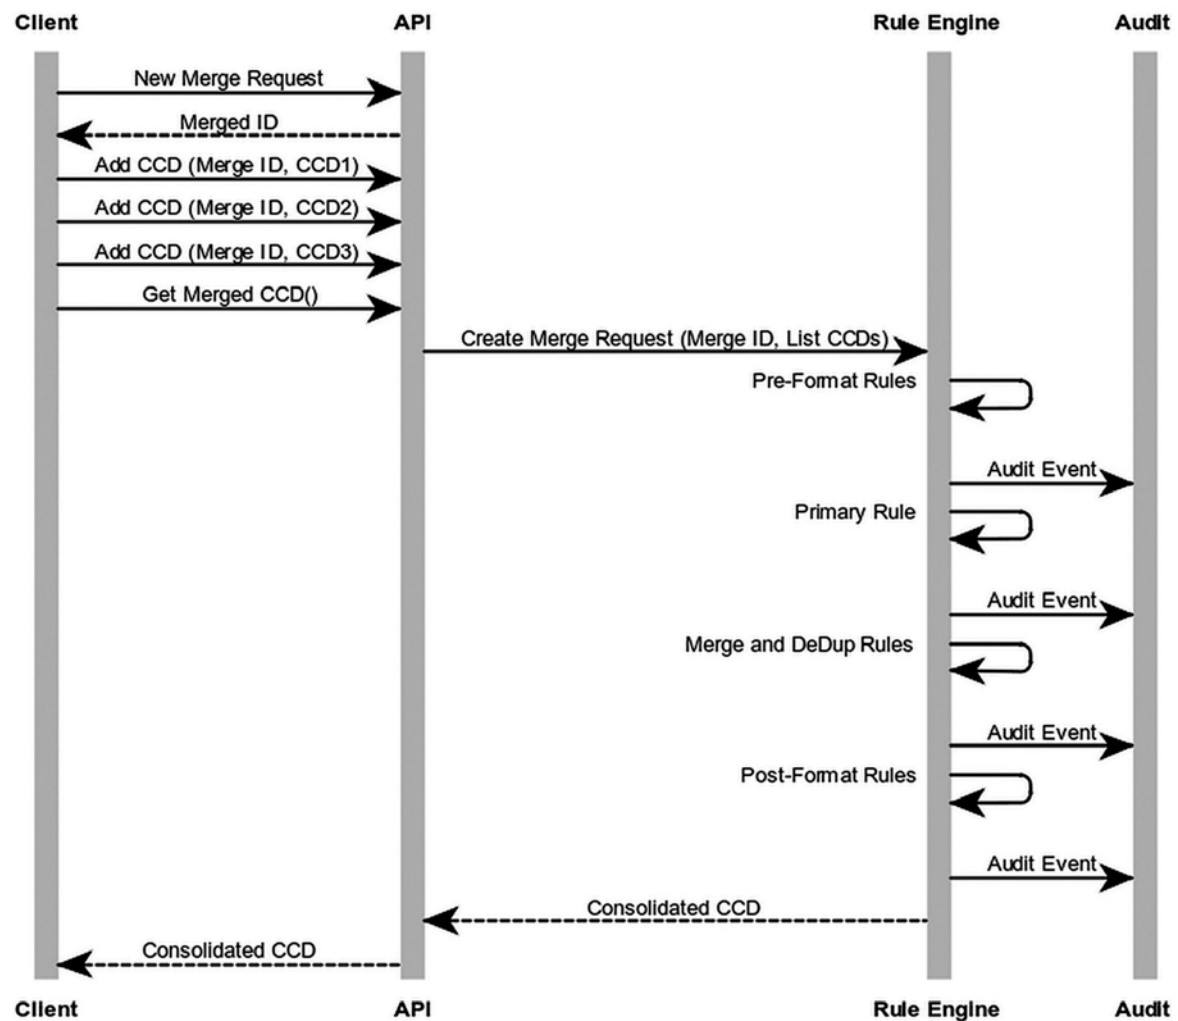 Client API Rule Engine Audit
New Merge Request
Merged ID
Add CCD (Merge ID, CCD1)
Add CCD (Merge ID, CCD2)
Add CCD (Merge ID, CCD3)
Get Merged CCD()
Create Merge Request (Merge ID, List CCDs)
Pre-Format Rules
Audit Event
Primary Rule
Audit Event
Merge and DeDup Rules
Audit Event
Post-Format Rules
Audit Event
Consolidated CCD
Consolidated CCD
Client API Rule Engine Audit